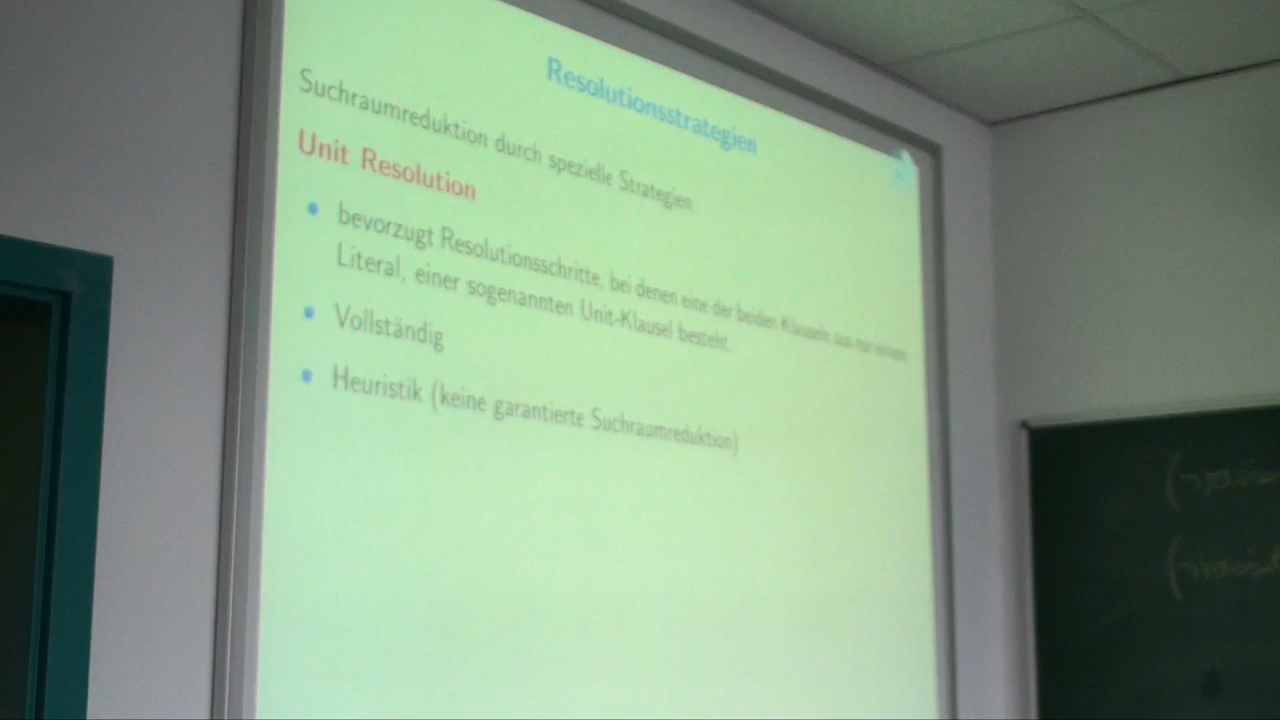 Resolutionsstrategien
Suchraumreduktion durch spezielle Strategien
Unit Resolution
• bevorzugt Resolutionsschritte, bei denen eine der beiden Klauseln aus nur einem
Literal, einer sogenannten Unit-Klausel besteht.
• Vollständig
• Heuristik (keine garantierte Suchraumreduktion)